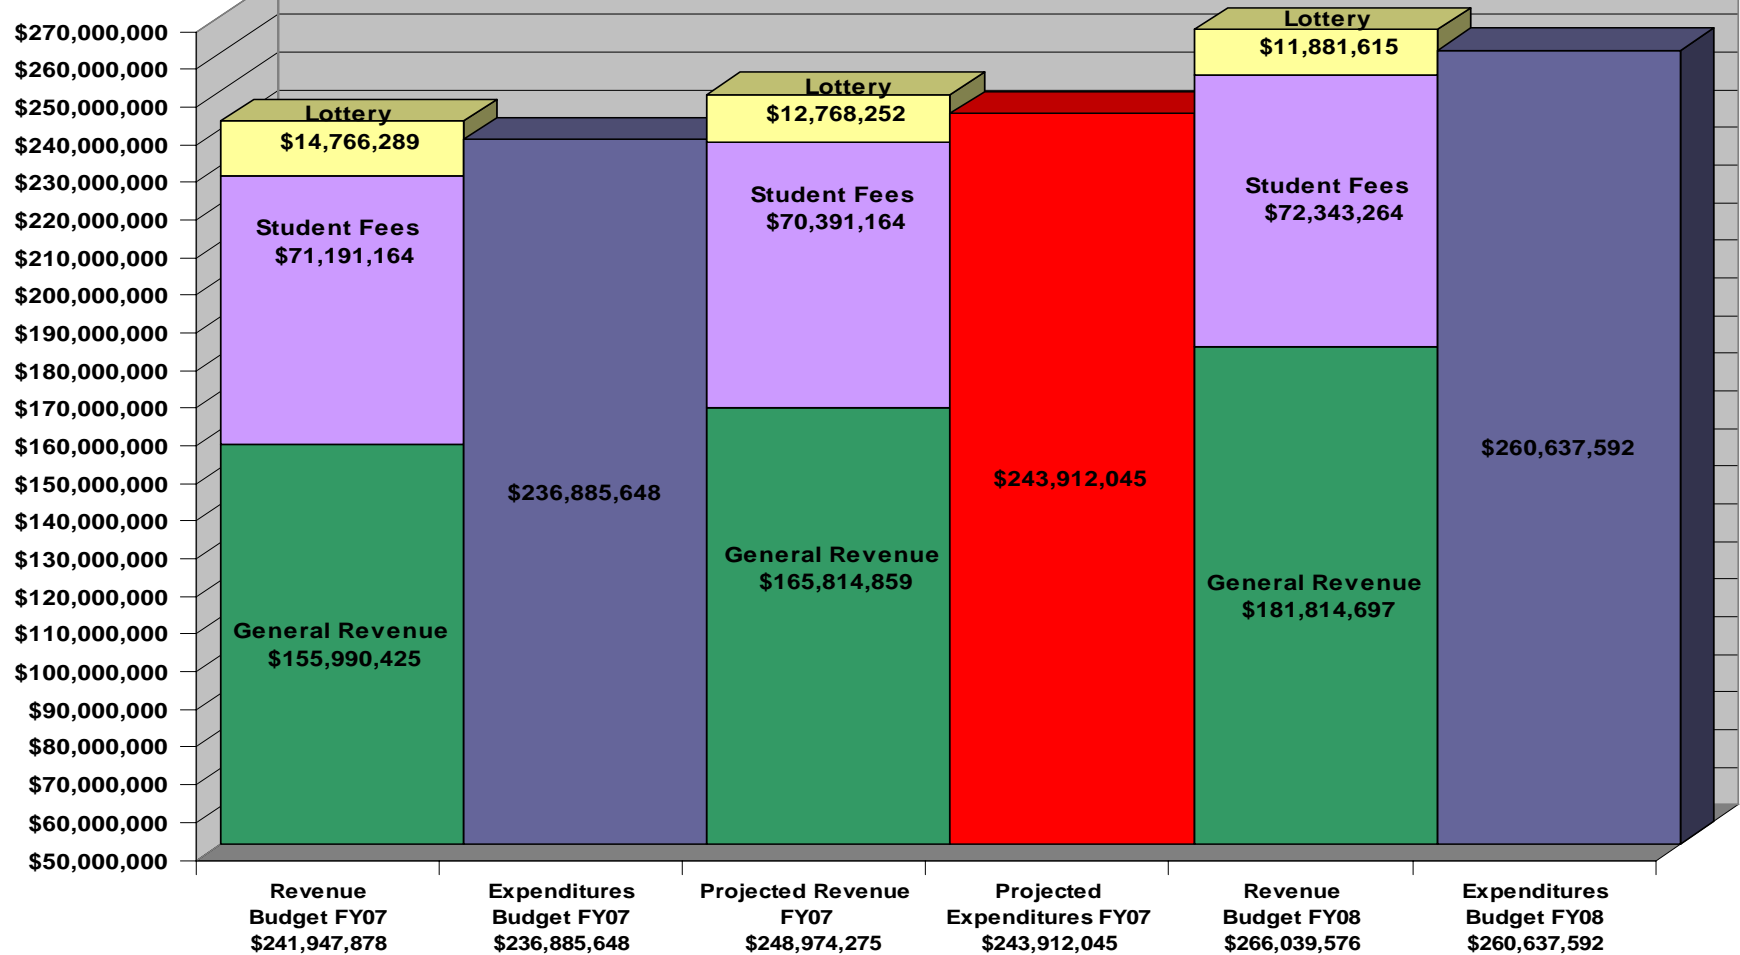 $270,000,000
$260,000,000
$250,000,000
$240,000,000
$230,000,000
$220,000,000
$210,000,000
$200,000,000
$190,000,000
$180,000,000
$170,000,000
$160,000,000
$150,000,000
$140,000,000
$130,000,000
$120,000,000
$110,000,000
$100,000,000
$90,000,000
$80,000,000
$70,000,000
$60,000,000
$50,000,000
Lottery
$14,766,289
Student Fees
$71,191,164
General Revenue
$155,990,425
$236,885,648
Lottery
$12,768,252
Student Fees
$70,391,164
General Revenue
$165,814,859
$243,912,045
Lottery
$11,881,615
Student Fees
$72,343,264
General Revenue
$181,814,697
$260,637,592
Revenue
Budget FY07
$241,947,878
Expenditures
Budget FY07
$236,885,648
Projected Revenue
FY07
$248,974,275
Projected
Expenditures FY07
$243,912,045
Revenue
Budget FY08
$266,039,576
Expenditures
Budget FY08
$260,637,592